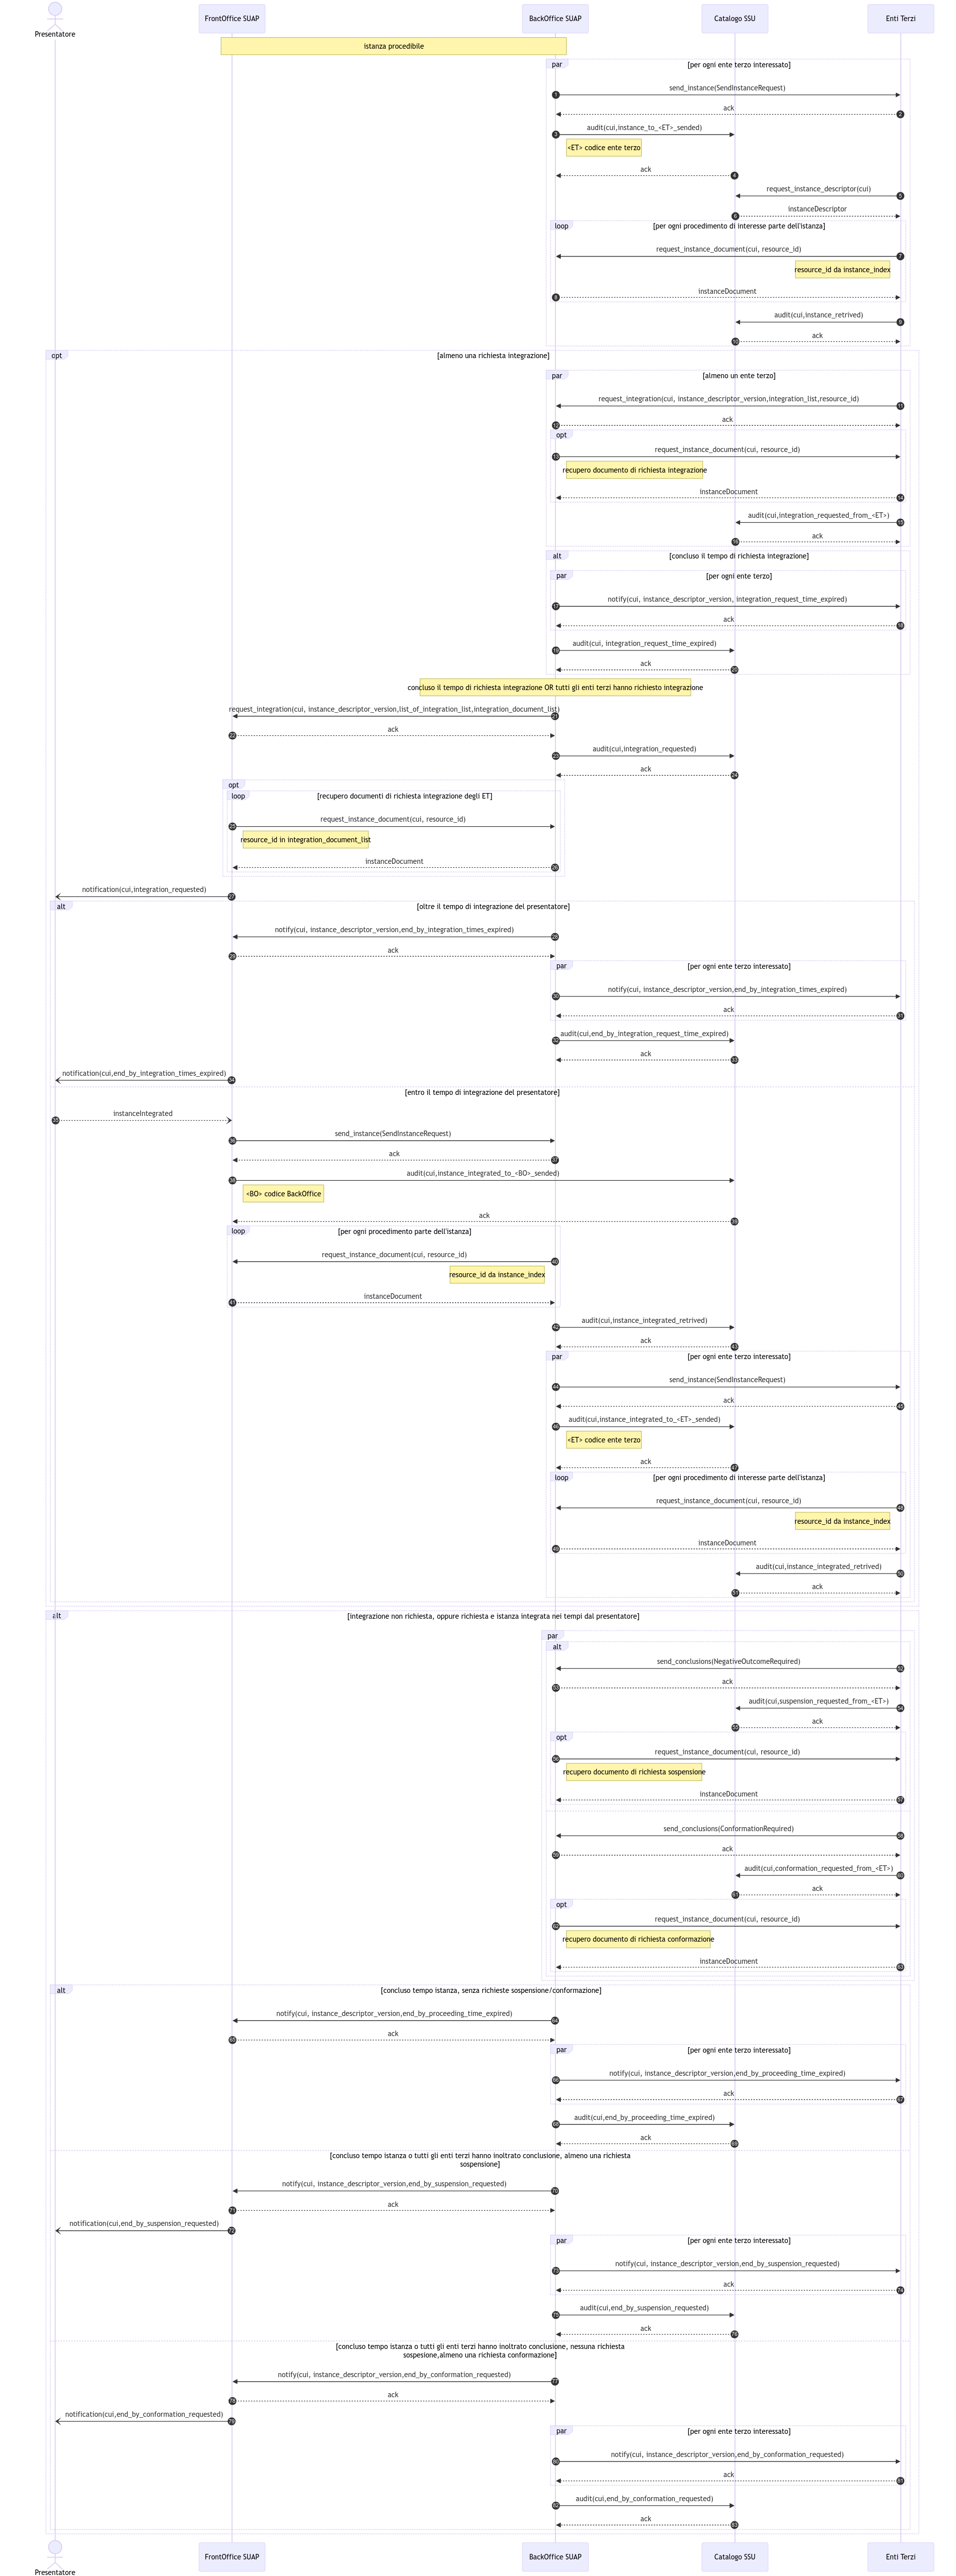 Presentatore
FrontOffice SUAP
BackOffice SUAP
Catalogo SSU
Enti Terzi
istanza procedibile
par
[per ogni ente terzo interessato]
1
send_instance(SendInstanceRequest)
ack
2
3
audit(cui,instance_to_<ET>_sended)
<ET> codice ente terzo
ack
4
request_instance_descriptor(cui)
5
6
instanceDescriptor
loop
[per ogni procedimento di interesse parte dell'istanza]
request_instance_document(cui, resource_id)
7
resource_id da instance_index
8
instanceDocument
audit(cui,instance_retrived)
9
10
ack
opt
[almeno una richiesta integrazione]
par
[almeno un ente terzo]
request_integration(cui, instance_descriptor_version,integration_list,resource_id)
11
12
ack
opt
13
request_instance_document(cui, resource_id)
recupero documento di richiesta integrazione
instanceDocument
14
audit(cui,integration_requested_from_<ET>)
15
16
ack
alt
[concluso il tempo di richiesta integrazione]
par
[per ogni ente terzo]
17
notify(cui, instance_descriptor_version, integration_request_time_expired)
ack
18
19
audit(cui, integration_request_time_expired)
ack
20
concluso il tempo di richiesta integrazione OR tutti gli enti terzi hanno richiesto integrazione
request_integration(cui, instance_descriptor_version,list_of_integration_list,integration_document_list)
21
22
ack
23
audit(cui,integration_requested)
ack
24
opt
loop
[recupero documenti di richiesta integrazione degli ET]
25
request_instance_document(cui, resource_id)
resource_id in integration_document_list
instanceDocument
26
notification(cui,integration_requested)
27
alt
[oltre il tempo di integrazione del presentatore]
notify(cui, instance_descriptor_version,end_by_integration_times_expired)
28
29
ack
par
[per ogni ente terzo interessato]
30
notify(cui, instance_descriptor_version,end_by_integration_times_expired)
ack
31
32
audit(cui,end_by_integration_request_time_expired)
ack
33
notification(cui,end_by_integration_times_expired)
34
[entro il tempo di integrazione del presentatore]
35
instanceIntegrated
36
send_instance(SendInstanceRequest)
ack
37
38
audit(cui,instance_integrated_to_<BO>_sended)
<BO> codice BackOffice
ack
39
loop
[per ogni procedimento parte dell'istanza]
request_instance_document(cui, resource_id)
40
resource_id da instance_index
41
instanceDocument
42
audit(cui,instance_integrated_retrived)
ack
43
par
[per ogni ente terzo interessato]
44
send_instance(SendInstanceRequest)
ack
45
46
audit(cui,instance_integrated_to_<ET>_sended)
<ET> codice ente terzo
ack
47
loop
[per ogni procedimento di interesse parte dell'istanza]
request_instance_document(cui, resource_id)
48
resource_id da instance_index
49
instanceDocument
audit(cui,instance_integrated_retrived)
50
51
ack
alt
[integrazione non richiesta, oppure richiesta e istanza integrata nei tempi dal presentatore]
par
alt
send_conclusions(NegativeOutcomeRequired)
52
53
ack
audit(cui,suspension_requested_from_<ET>)
54
55
ack
opt
56
request_instance_document(cui, resource_id)
recupero documento di richiesta sospensione
instanceDocument
57
send_conclusions(ConformationRequired)
58
59
ack
audit(cui,conformation_requested_from_<ET>)
60
61
ack
opt
62
request_instance_document(cui, resource_id)
recupero documento di richiesta conformazione
instanceDocument
63
alt
[concluso tempo istanza, senza richieste sospensione/conformazione]
notify(cui, instance_descriptor_version,end_by_proceeding_time_expired)
64
65
ack
par
[per ogni ente terzo interessato]
66
notify(cui, instance_descriptor_version,end_by_proceeding_time_expired)
ack
67
68
audit(cui,end_by_proceeding_time_expired)
ack
69
[concluso tempo istanza o tutti gli enti terzi hanno inoltrato conclusione, almeno una richiesta
sospensione]
notify(cui, instance_descriptor_version,end_by_suspension_requested)
70
71
ack
notification(cui,end_by_suspension_requested)
72
par
[per ogni ente terzo interessato]
73
notify(cui, instance_descriptor_version,end_by_suspension_requested)
ack
74
75
audit(cui,end_by_suspension_requested)
ack
76
[concluso tempo istanza o tutti gli enti terzi hanno inoltrato conclusione, nessuna richiesta
sospesione,almeno una richiesta conformazione]
notify(cui, instance_descriptor_version,end_by_conformation_requested)
77
78
ack
notification(cui,end_by_conformation_requested)
79
par
[per ogni ente terzo interessato]
80
notify(cui, instance_descriptor_version,end_by_conformation_requested)
ack
81
82
audit(cui,end_by_conformation_requested)
ack
83
Presentatore
FrontOffice SUAP
BackOffice SUAP
Catalogo SSU
Enti Terzi